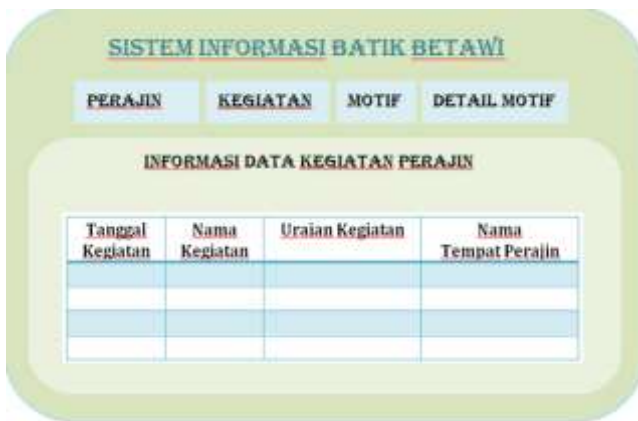 SISTEM INFORMASI BATIK BETAWI
PERAJIN KEGIATAN MOTIF DETAIL MOTIF
INFORMASI DATA KEGIATAN PERAJIN
Tanggal Kegiatan Nama Kegiatan Uraian Kegiatan Nama Tempat Perajin